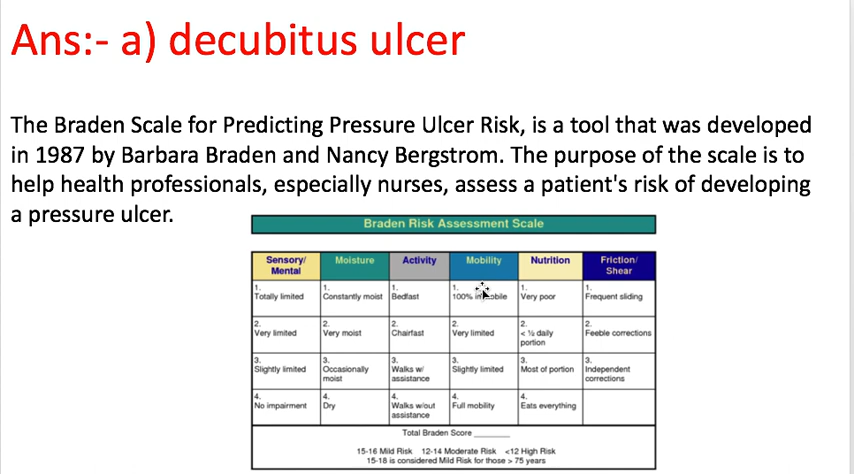 Ans:- a) decubitus ulcer
The Braden Scale for Predicting Pressure Ulcer Risk, is a tool that was developed
in 1987 by Barbara Braden and Nancy Bergstrom. The purpose of the scale is to
help health professionals, especially nurses, assess a patient's risk of developing
a pressure ulcer.
Braden Risk Assessment Scale
Sensory/ Mental Moisture Activity Mobility Nutrition Friction/ Shear
1. Totally limited 1. Constantly moist 1. Bedfast 1. 100% 1. Very poor 1. Frequent sliding
2. Very limited 2. Very moist 2. Chairfast 2. Very limited 2. < ½ daily portion 2. Feeble corrections
3. Slightly limited 3. Occasionally moist 3. Walks w/ assistance 3. Slightly limited 3. Most of portion 3. Independent corrections
4. No impairment 4. Dry 4. Walks w/out assistance 4. Full mobility 4. Eats everything
Total Braden Score ________
15-16 Mild Risk 12-14 Moderate Risk <12 High Risk
15-18 is considered Mild Risk for those > 75 years